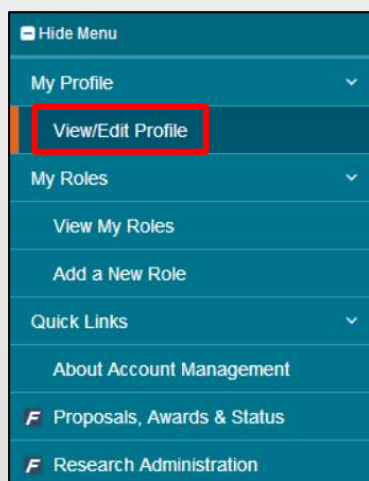 Hide Menu
My Profile
View/Edit Profile
My Roles
View My Roles
Add a New Role
Quick Links
About Account Management
F Proposals, Awards & Status
F Research Administration